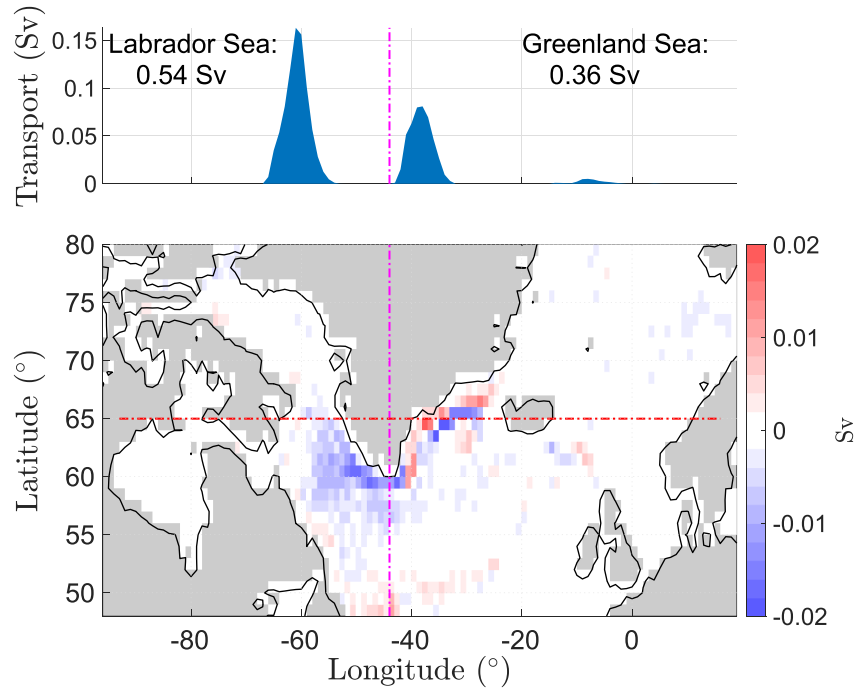 Transport (Sv)
0.15
0.1
0.05
0
Labrador Sea:
0.54 Sv
Greenland Sea:
0.36 Sv
Latitude (°)
80
75
70
65
60
55
50
-80
-60
-40
-20
0
Longitude (°)
0.02
0.01
0
-0.01
-0.02
Sv